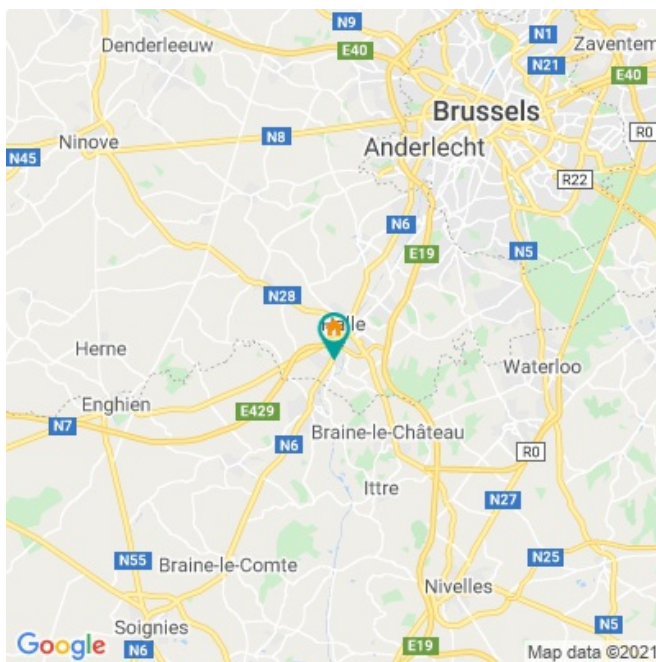 N9
N1
Denderleeuw
Zaventem
E40
N21
E40
Brussels
R0
Ninove
N8
Anderlecht
N45
R22
N6
N5
E19
N28
Herne
Waterloo
Enghien
E429
N7
N6
Braine-le-Château
R0
Ittre
N27
N55
Braine-le-Comte
N25
Nivelles
Soignies
N5
Google
N6
E19
Map data ©2021